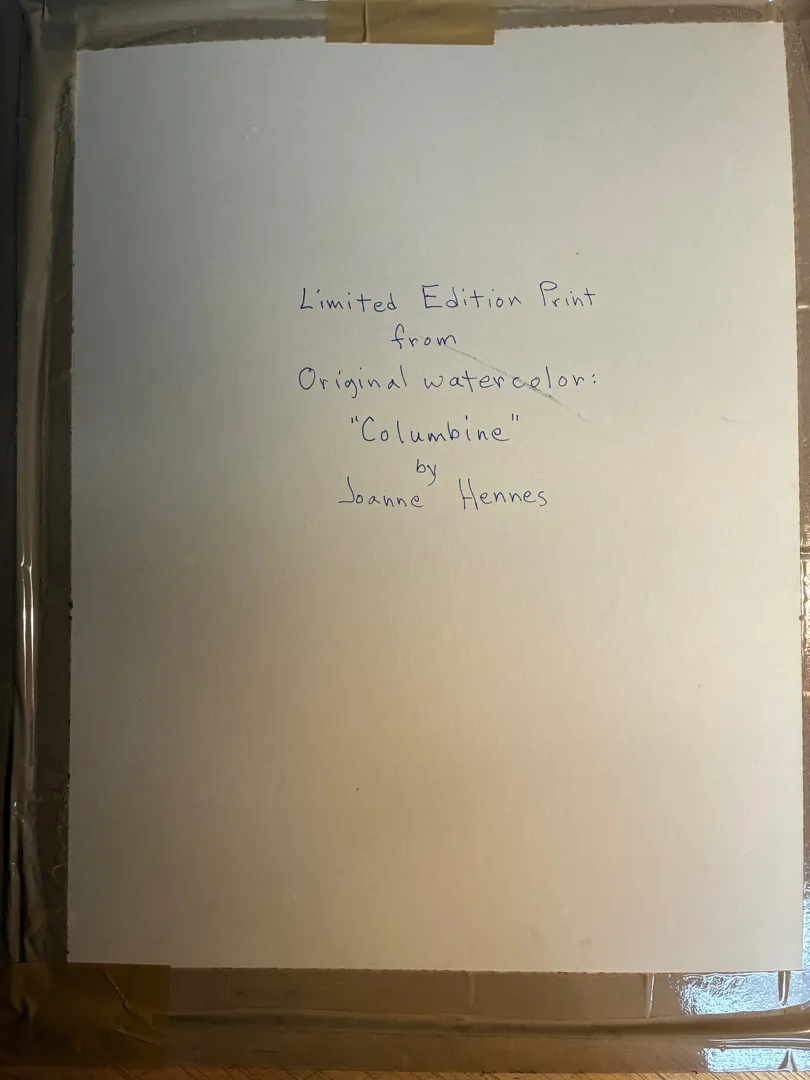 Limited Edition Print
from
Original watercolor:
"Columbine"
by
Joanne Hennes